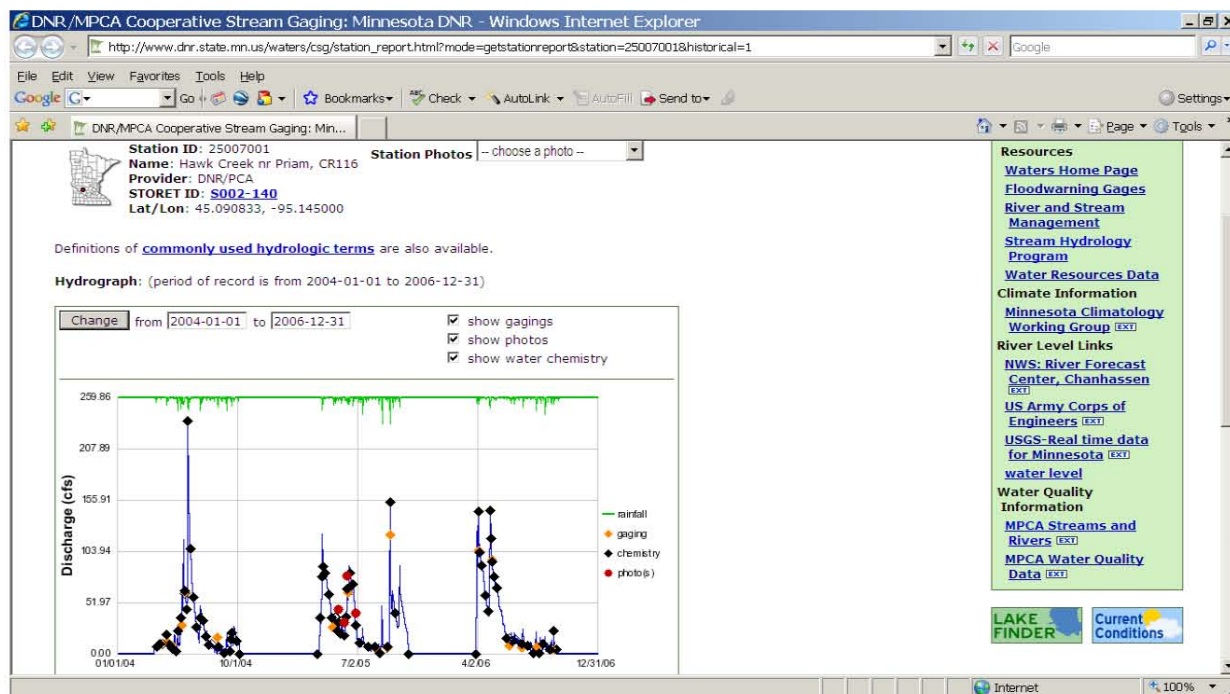 DNR/MPCA Cooperative Stream Gaging: Minnesota DNR - Windows Internet Explorer
http://www.dnr.state.mn.us/waters/csg/station_report.html?mode=getstationreport&station=25007001&historical=1
Google
File Edit View Favorites Tools Help
Google G Go Bookmarks Check AutoLink AutoFill Send to Settings
DNR/MPCA Cooperative Stream Gaging: Min... Page Tools
Station ID: 25007001
Name: Hawk Creek nr Priam, CR116
Provider: DNR/PCA
STORET ID: S002-140
Lat/Lon: 45.090833, -95.145000
Station Photos -- choose a photo --
Definitions of commonly used hydrologic terms are also available.
Hydrograph: (period of record is from 2004-01-01 to 2006-12-31)
Change from 2004-01-01 to 2006-12-31
show gagings
show photos
show water chemistry
259.86
207.89
155.91
103.94
51.97
0.00
Discharge (cfs)
01/01/04 10/1/04 7/2/05 4/2/06 12/31/06
rainfall
gaging
chemistry
photo(s)
Resources
Waters Home Page
Floodwarning Gages
River and Stream
Management
Stream Hydrology
Program
Water Resources Data
Climate Information
Minnesota Climatology
Working Group EXT
River Level Links
NWS: River Forecast
Center, Chanhassen
EXT
US Army Corps of
Engineers EXT
USGS-Real time data
for Minnesota EXT
water level
Water Quality
Information
MPCA Streams and
Rivers EXT
MPCA Water Quality
Data EXT
LAKE
FINDER
Current
Conditions
Internet 100%